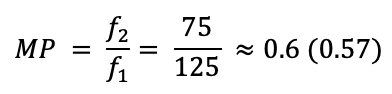 MP = f₂/f₁ = 75/125 ≈ 0.6 (0.57)